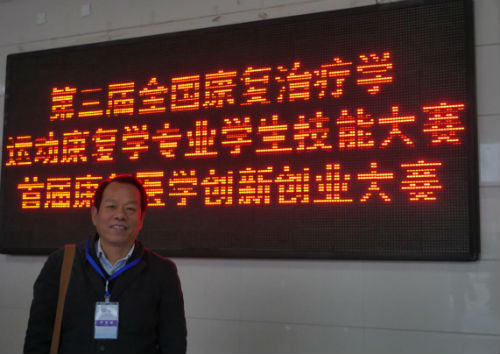 第三届全国康复治疗学
运动康复学专业学生技能大赛
首届康复医学创新创业大赛